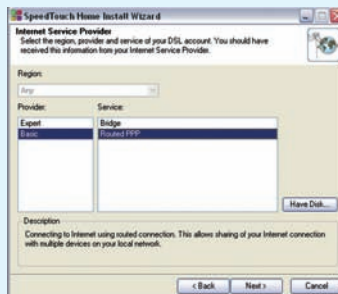 SpeedTouch Home Install Wizard
Internet Service Provider
Select the region, provider and service of your DSL account. You should have
received this information from your Internet Service Provider.
Region:
Any
Provider: Service:
Expert Bridge
Basic Routed PPP
Have Disk...
Description
Connecting to Internet using routed connection. This allows sharing of your Internet connection
with multiple devices on your local network.
< Back Next > Cancel